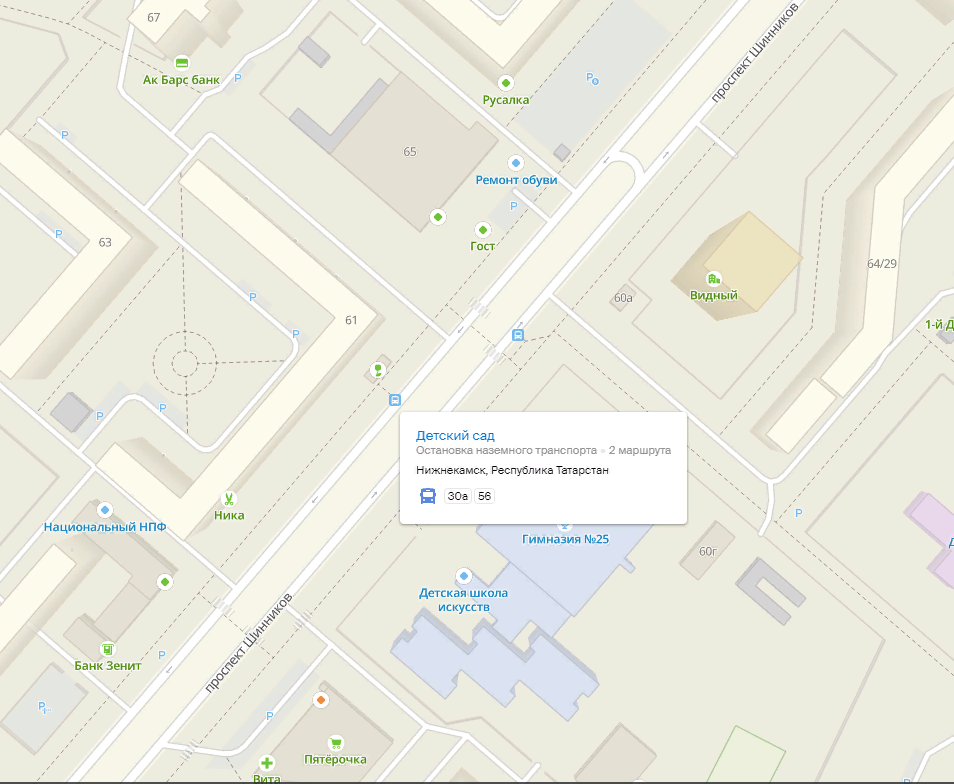 67
Ак Барс банк
P
P
Русалка
проспект Шинников
65
Ремонт обуви
P
P
Гост
63
P
64/29
Видный
60а
P
61
P
1-й Д
P
P
Детский сад
Остановка наземного транспорта • 2 маршрута
Нижнекамск, Республика Татарстан
30а 56
Ника
Национальный НПФ
P
Гимназия №25
60г
Детская школа
искусств
проспект Шинников
Банк Зенит
P
P
P
Пятёрочка
Вита